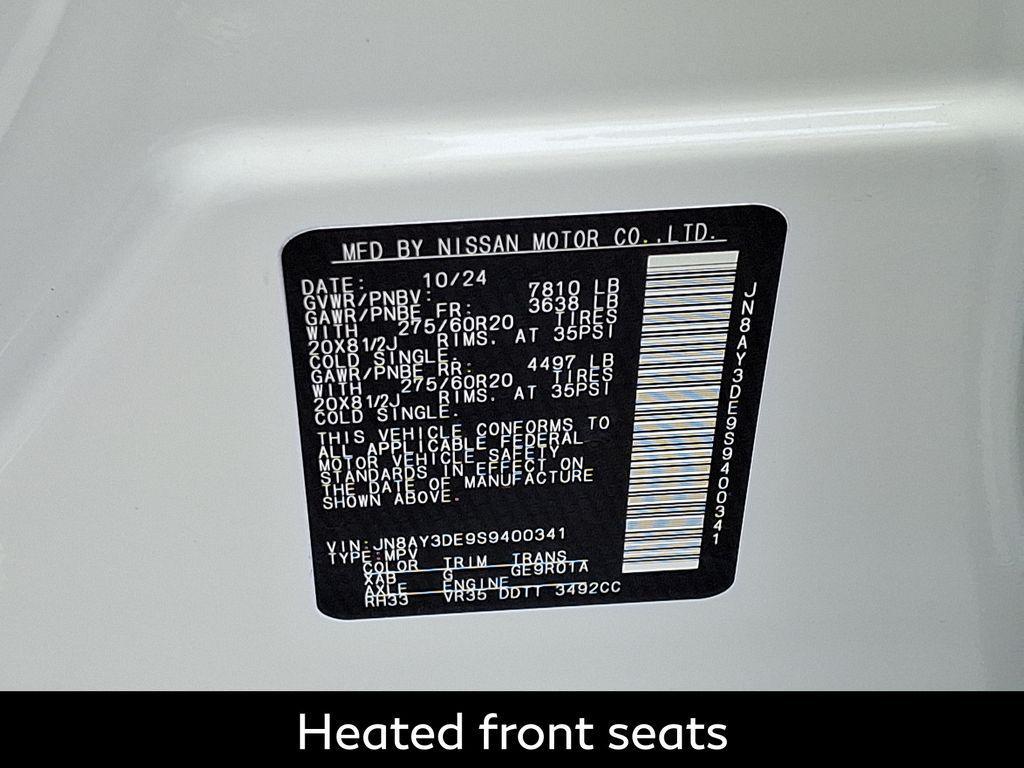 MFD BY NISSAN MOTOR CO.,LTD.
DATE: 10/24
GVWR/PNBV: 7810 LB
GAWR/PNBE FR: 3638 LB
WITH 275/60R20 TIRES
20X81/2J RIMS. AT 35PSI
COLD SINGLE.
GAWR/PNBE RR: 4497 LB
WITH 275/60R20 TIRES
20X81/2J RIMS. AT 35PSI
COLD SINGLE.
THIS VEHICLE CONFORMS TO
ALL APPLICABLE FEDERAL
MOTOR VEHICLE SAFETY
STANDARDS IN EFFECT ON
THE DATE OF MANUFACTURE
SHOWN ABOVE.
VIN:JN8AY3DE9S9400341
TYPE:MPV
COLOR TRIM TRANS
XAB G GE9R01A
AXLE ENGINE
RH33 VR35 DDTT 3492CC
JN8AY3DE9S9400341
Heated front seats